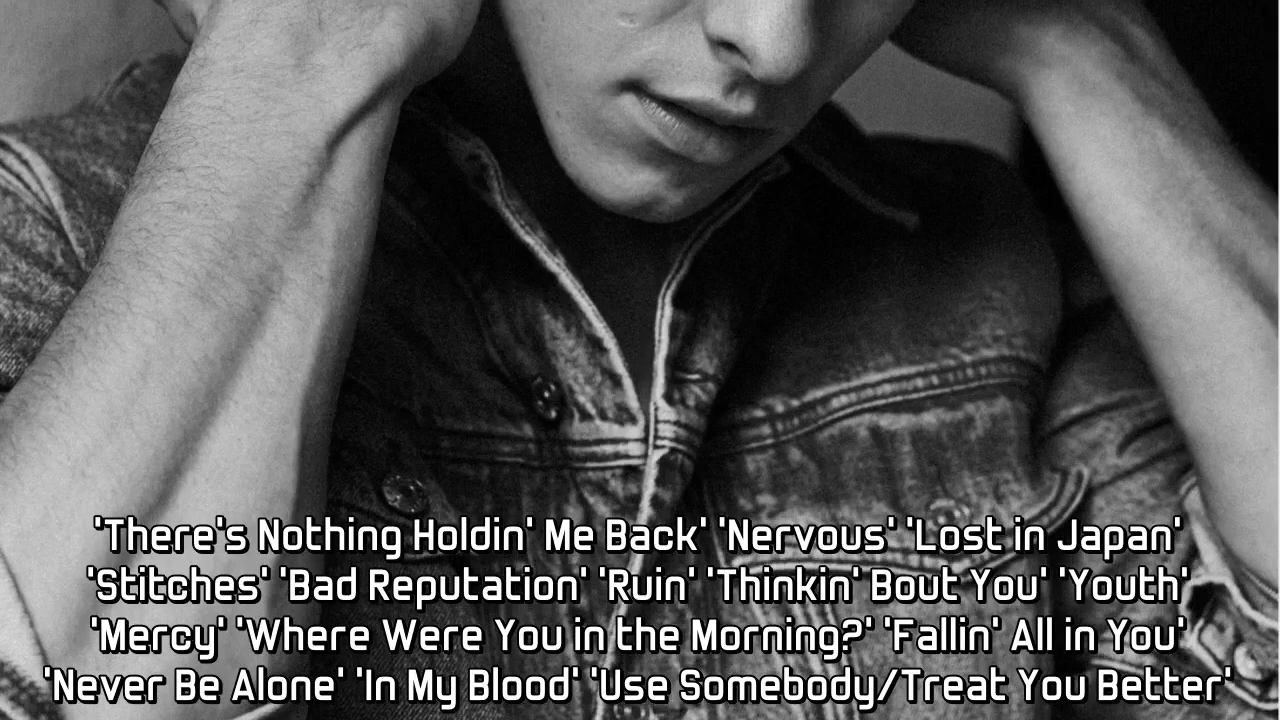 'There's Nothing Holdin' Me Back' 'Nervous' 'Lost in Japan'
'Stitches' 'Bad Reputation' 'Ruin' 'Thinkin' Bout You' 'Youth'
'Mercy' 'Where Were You in the Morning?' 'Fallin' All in You'
'Never Be Alone' 'In My Blood' 'Use Somebody/Treat You Better'